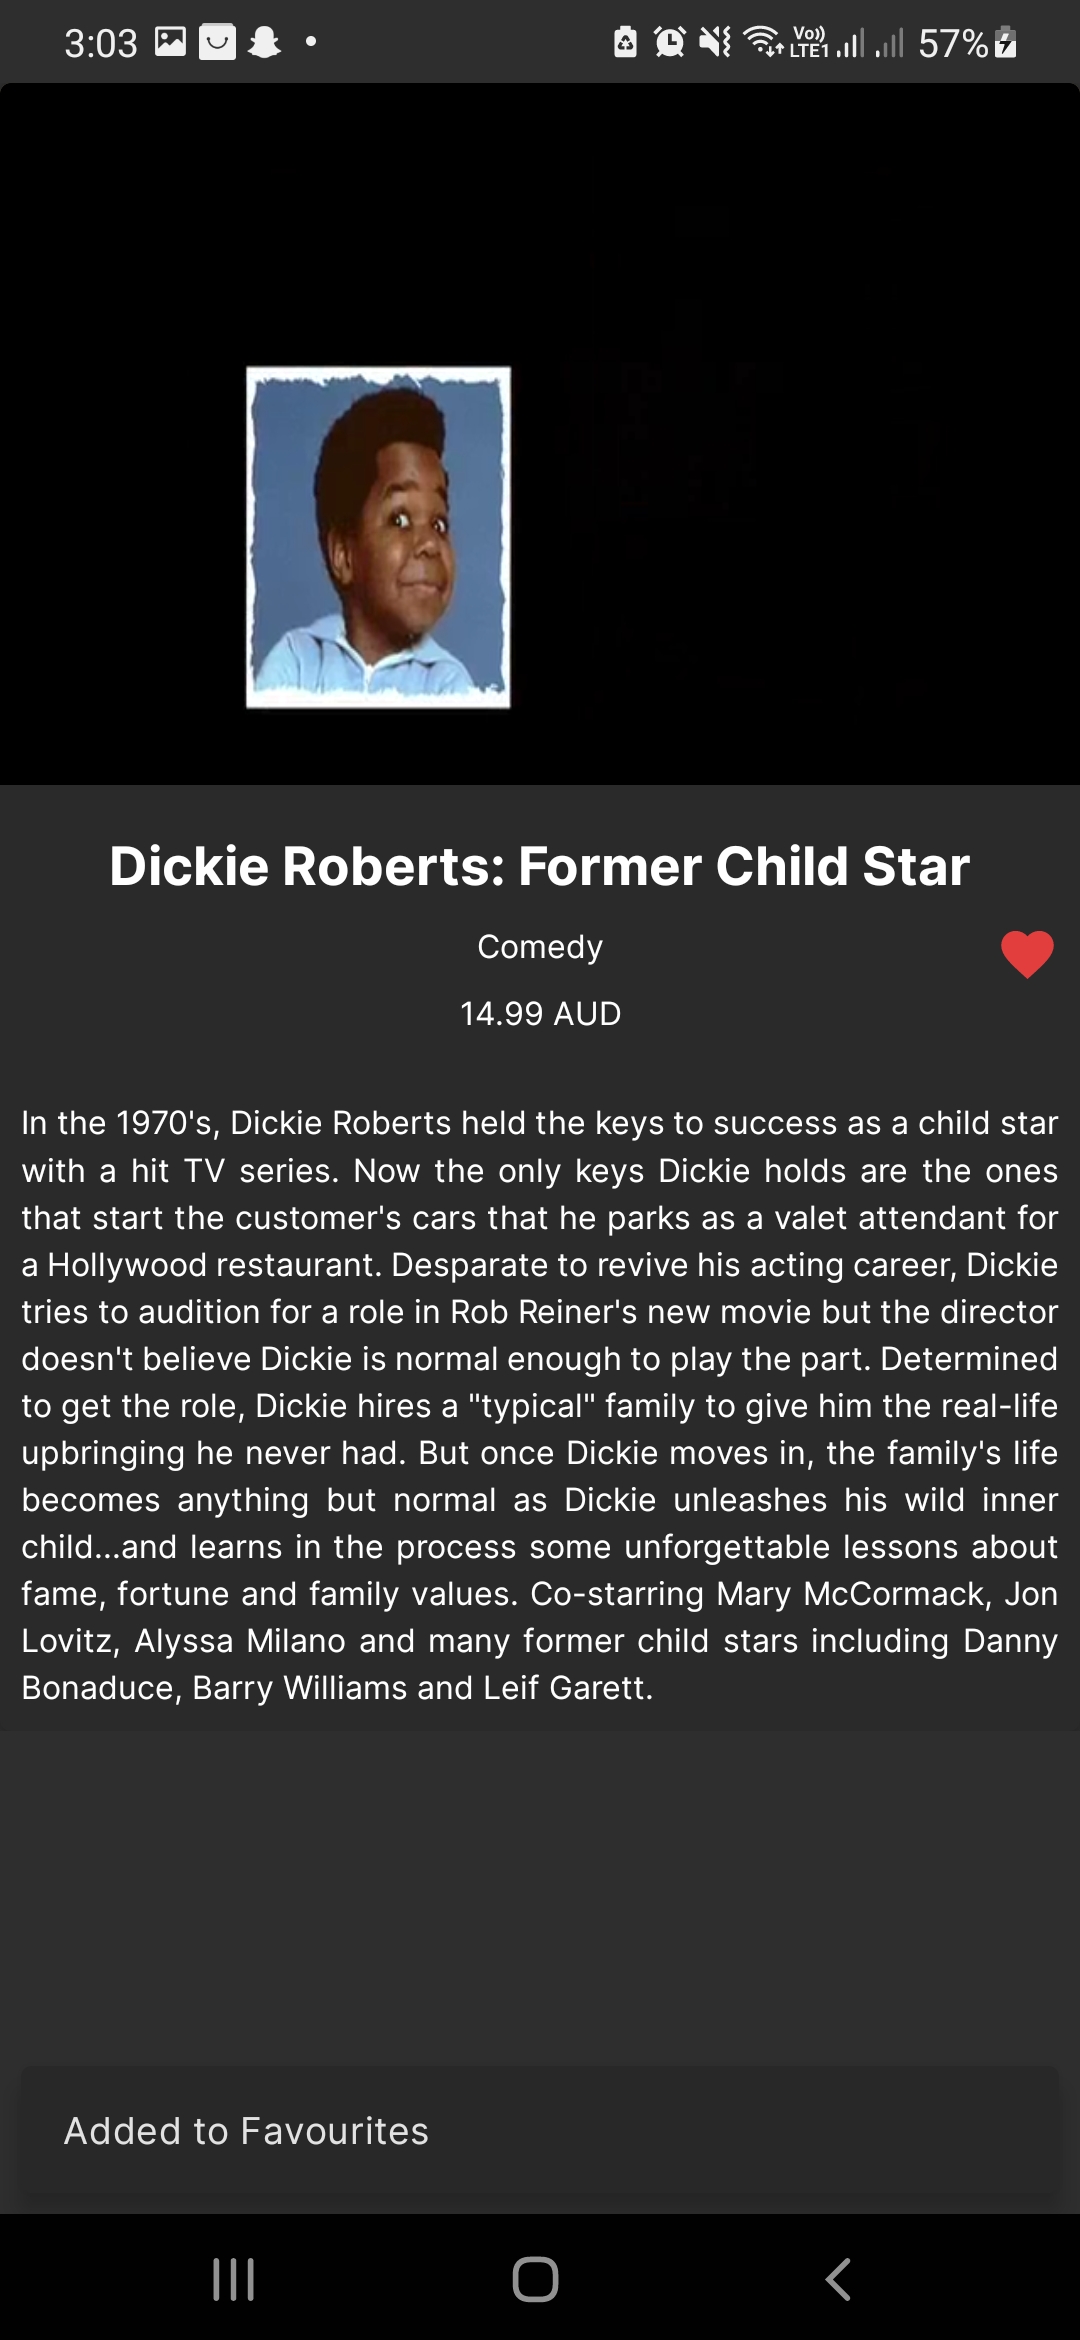 3:03
Vo)) LTE1 57%
Dickie Roberts: Former Child Star
Comedy
14.99 AUD
In the 1970's, Dickie Roberts held the keys to success as a child star
with a hit TV series. Now the only keys Dickie holds are the ones
that start the customer's cars that he parks as a valet attendant for
a Hollywood restaurant. Desparate to revive his acting career, Dickie
tries to audition for a role in Rob Reiner's new movie but the director
doesn't believe Dickie is normal enough to play the part. Determined
to get the role, Dickie hires a "typical" family to give him the real-life
upbringing he never had. But once Dickie moves in, the family's life
becomes anything but normal as Dickie unleashes his wild inner
child...and learns in the process some unforgettable lessons about
fame, fortune and family values. Co-starring Mary McCormack, Jon
Lovitz, Alyssa Milano and many former child stars including Danny
Bonaduce, Barry Williams and Leif Garett.
Added to Favourites